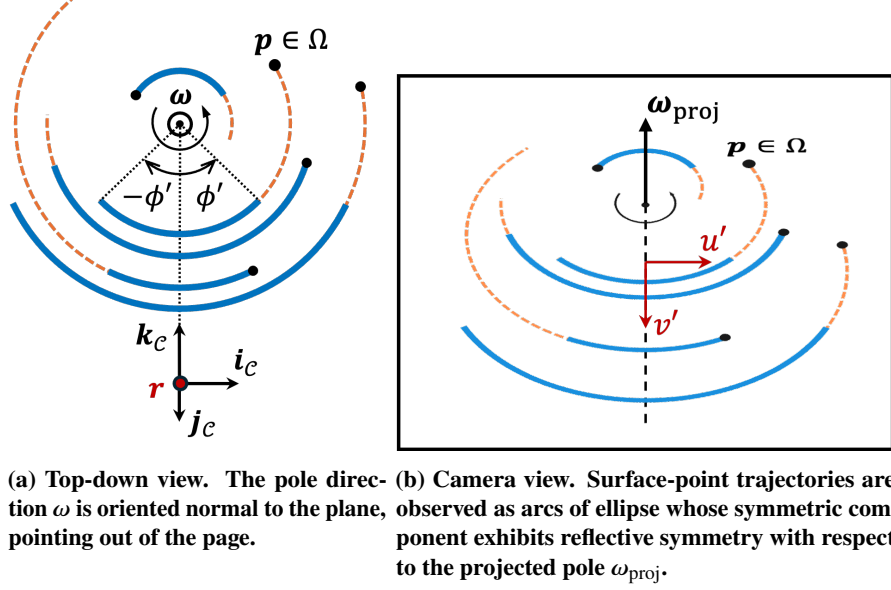 p ∈ Ω
ω
−ϕ′ ϕ′
k_C
i_C
r
j_C
ω_proj
p ∈ Ω
u′
v′
(a) Top-down view. The pole direc-
tion ω is oriented normal to the plane,
pointing out of the page.
(b) Camera view. Surface-point trajectories are
observed as arcs of ellipse whose symmetric com-
ponent exhibits reflective symmetry with respect
to the projected pole ω_proj.